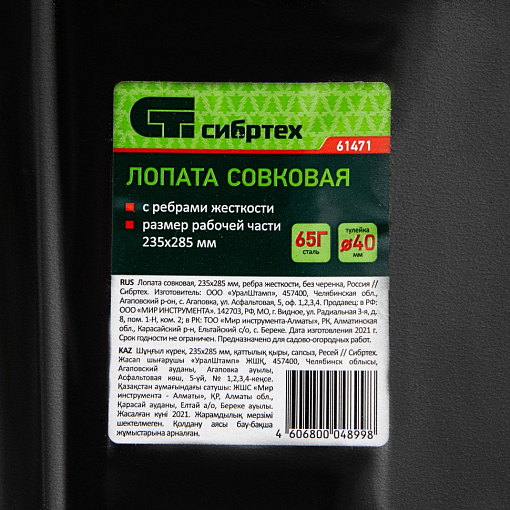 сибртех
61471
ЛОПАТА СОВКОВАЯ
с ребрами жесткости
размер рабочей части
235х285 мм
65Г
сталь
тулейка
ø40
мм
RUS Лопата совковая, 235х285 мм, ребра жесткости, без черенка, Россия //
Сибртех. Изготовитель: ООО «УралШтамп», 457400, Челябинская обл.,
Агаповский р-он, с. Агаповка, ул. Асфальтовая, 5, оф. 1,2,3,4. Продавец: в РФ:
ООО «МИР ИНСТРУМЕНТА». 142703, РФ, МО, г. Видное, ул. Радиальная 3-я, д.
8, пом. 1-Н, ком. 2; в РК: ТОО «Мир инструмента-Алматы», РК, Алматинская
обл., Карасайский р-н, Ельтайский с/о, с. Береке. Дата изготовления 2021 г.
Срок годности не ограничен. Предназначено для садово-огородных работ.
KAZ Шұңғыл күрек, 235х285 мм, қаттылық қыры, сапсыз, Ресей // Сибртех.
Жасап шығарушы «УралШтамп» ЖШҚ, 457400, Челябинск облысы,
Агаповский ауданы, Агаповка ауылы,
Асфальтовая көш., 5-үй, № 1,2,3,4-кеңсе.
Қазақстан аумағындағы сатушы: ЖШС «Мир
инструмента - Алматы», ҚР, Алматы обл.,
Қарасай ауданы, Елтай а/о, Береке ауылы.
Жасалған күні 2021. Жарамдылық мерзімі
шектелмеген. Қолдану аясы бау-бақша
жұмыстарына арналған.
4 606800 048998